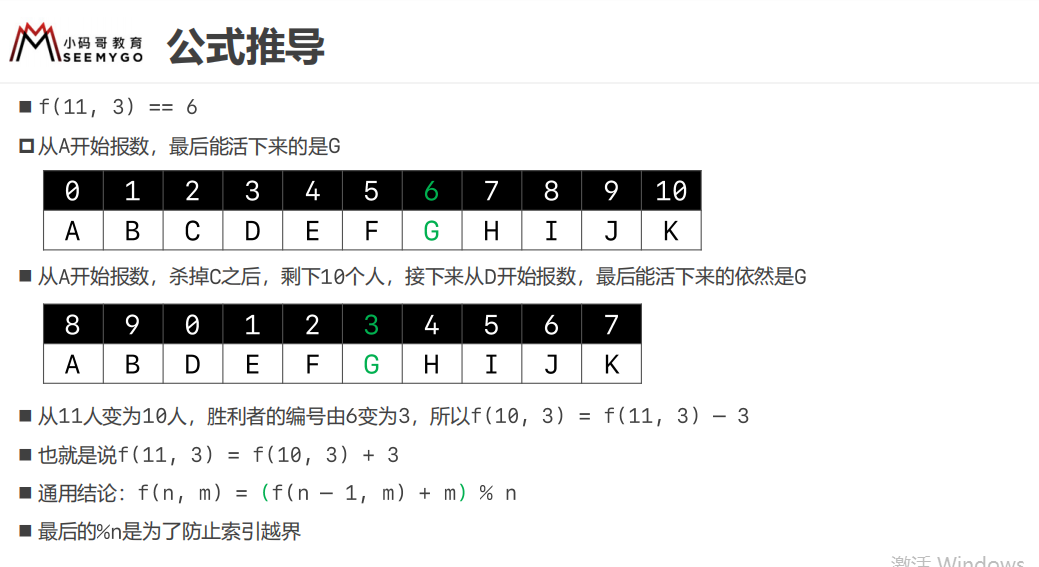 小码哥教育
SEEMYGO
公式推导
f(11, 3) == 6
从A开始报数，最后能活下来的是G
0 1 2 3 4 5 6 7 8 9 10
A B C D E F G H I J K
从A开始报数，杀掉C之后，剩下10个人，接下来从D开始报数，最后能活下来的依然是G
8 9 0 1 2 3 4 5 6 7
A B D E F G H I J K
从11人变为10人，胜利者的编号由6变为3，所以f(10, 3) = f(11, 3) – 3
也就是说f(11, 3) = f(10, 3) + 3
通用结论：f(n, m) = (f(n – 1, m) + m) % n
最后的%n是为了防止索引越界
激活 Windows